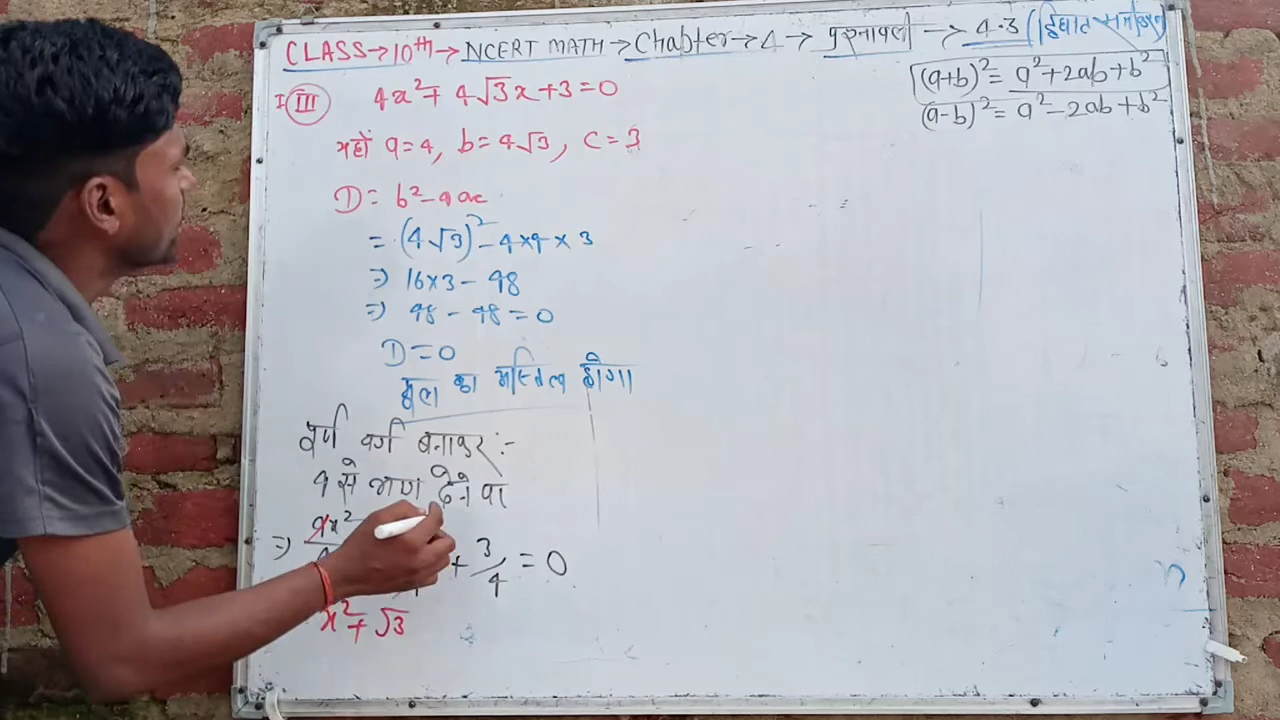 CLASS→10th→NCERT MATH→Chapter→4→ प्रश्नावली → 4.3 (द्विघात समीकरण)
(a+b)²= a²+2ab+b²
(a-b)²= a²-2ab+b²
I III 4x²+ 4√3x+3=0
यहाँ a=4, b=4√3, c=3
D= b²-4ac
= (4√3)²-4×4×3
⇒ 16×3-48
⇒ 48-48=0
D=0
का अस्तित्व होगा
वर्ग बनाकर:-
4 से भाग देने पर
⇒ 4x² + 3/4 = 0
x²+√3